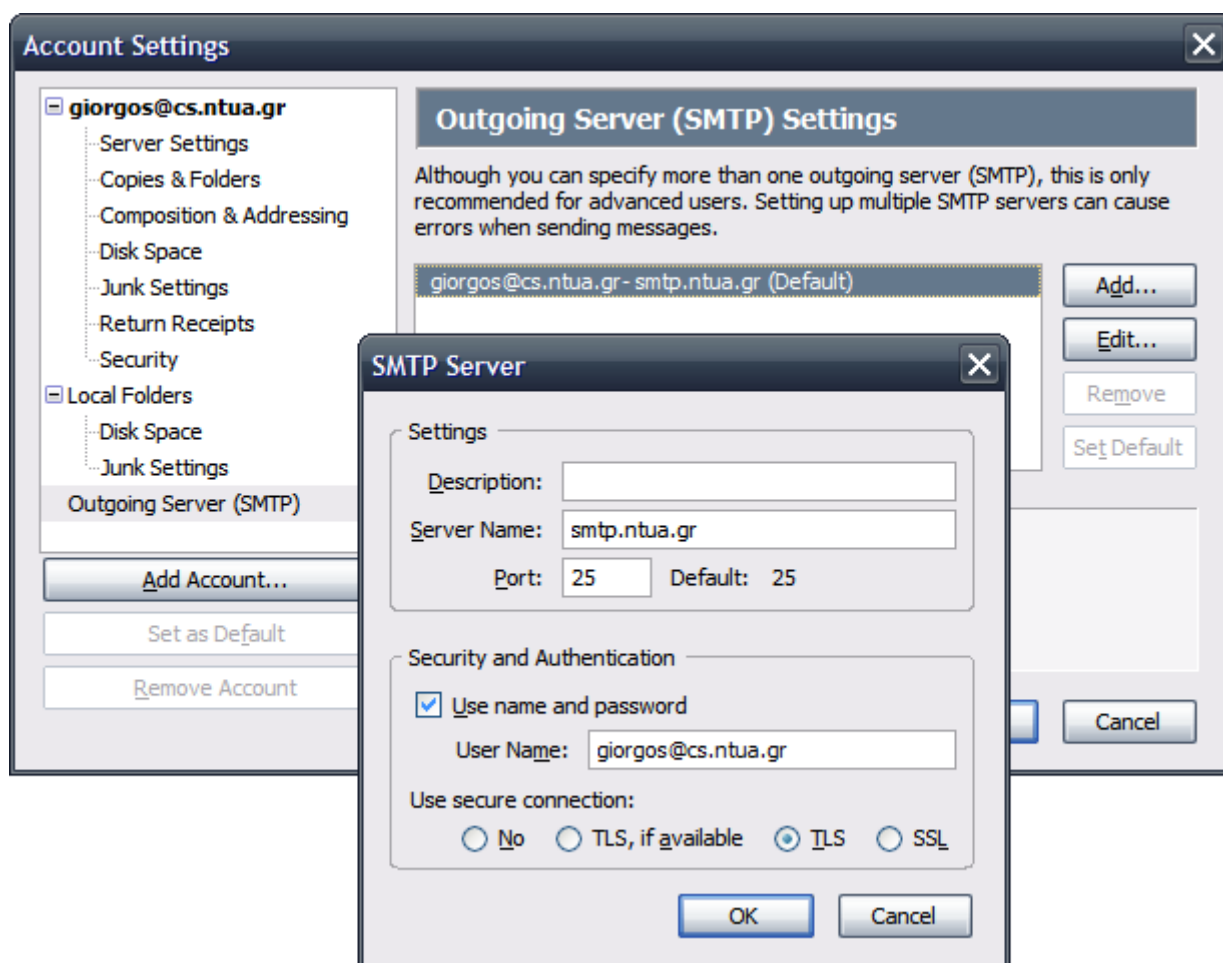 Account Settings
giorgos@cs.ntua.gr
Server Settings
Copies & Folders
Composition & Addressing
Disk Space
Junk Settings
Return Receipts
Security
Local Folders
Disk Space
Junk Settings
Outgoing Server (SMTP)
Add Account...
Set as Default
Remove Account
Outgoing Server (SMTP) Settings
Although you can specify more than one outgoing server (SMTP), this is only
recommended for advanced users. Setting up multiple SMTP servers can cause
errors when sending messages.
giorgos@cs.ntua.gr - smtp.ntua.gr (Default)
Add...
Edit...
Remove
Set Default
Cancel
SMTP Server
Settings
Description:
Server Name: smtp.ntua.gr
Port: 25 Default: 25
Security and Authentication
Use name and password
User Name: giorgos@cs.ntua.gr
Use secure connection:
No TLS, if available TLS SSL
OK Cancel